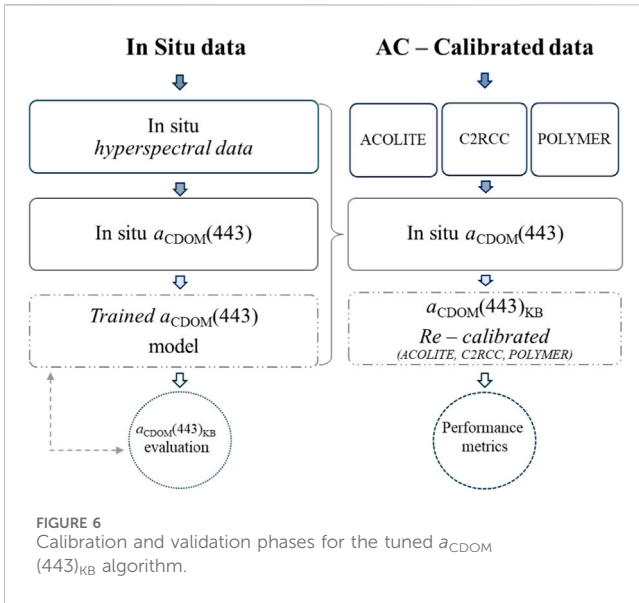 In Situ data
In situ
hyperspectral data
In situ aCDOM(443)
Trained aCDOM(443)
model
aCDOM(443)KB
evaluation
AC – Calibrated data
ACOLITE
C2RCC
POLYMER
In situ aCDOM(443)
aCDOM(443)KB
Re – calibrated
(ACOLITE, C2RCC, POLYMER)
Performance
metrics
FIGURE 6
Calibration and validation phases for the tuned aCDOM
(443)KB algorithm.